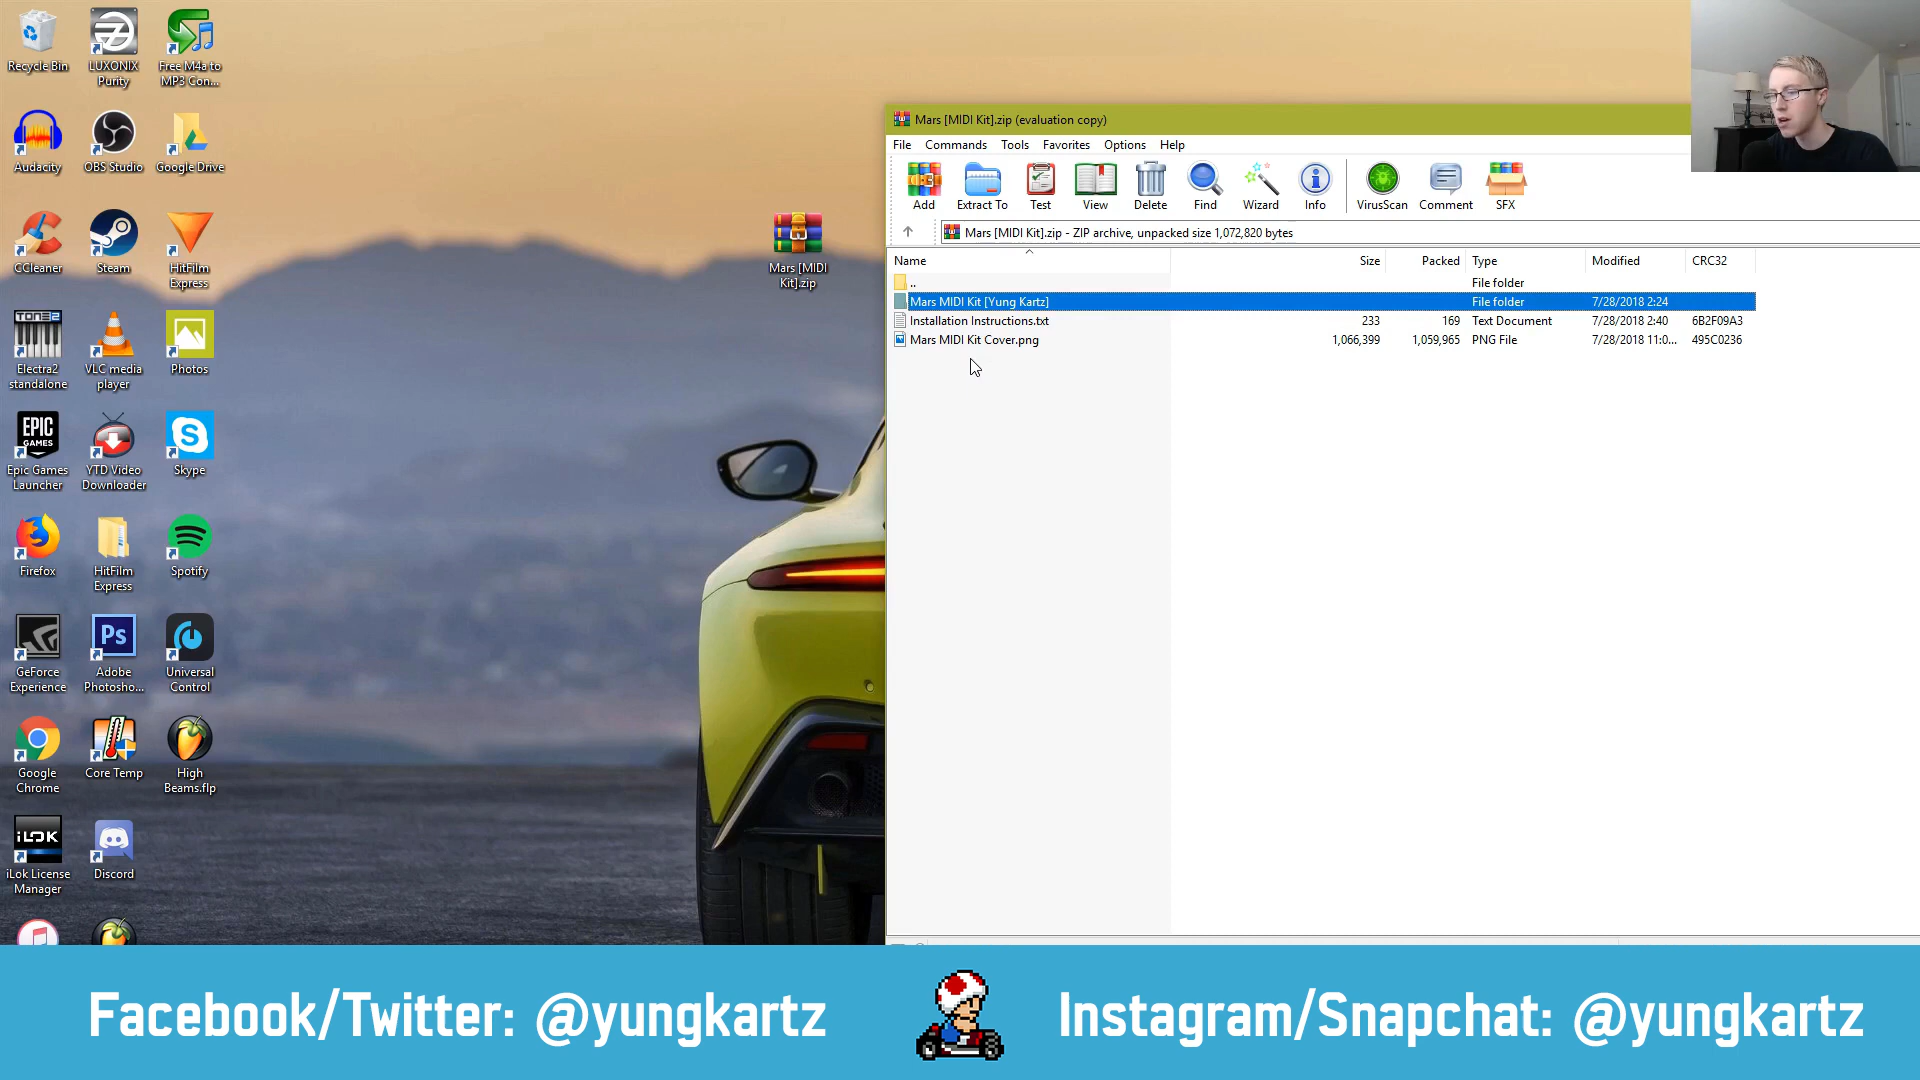 Recycle Bin
LUXONIX
Purity
Free M4a to
MP3 Con...
Audacity
OBS Studio
Google Drive
CCleaner
Steam
HitFilm
Express
TONE2
Electra2
standalone
VLC media
player
Photos
EPIC
GAMES
Epic Games
Launcher
YTD Video
Downloader
Skype
Firefox
HitFilm
Express
Spotify
GeForce
Experience
Ps
Adobe
Photosho...
Universal
Control
Google
Chrome
Core Temp
High
Beams.flp
iLOK
iLok License
Manager
Discord
Mars [MIDI
Kit].zip
Mars [MIDI Kit].zip (evaluation copy)
File Commands Tools Favorites Options Help
Add Extract To Test View Delete Find Wizard Info VirusScan Comment SFX
Mars [MIDI Kit].zip - ZIP archive, unpacked size 1,072,820 bytes
Name Size Packed Type Modified CRC32
.. File folder
Mars MIDI Kit [Yung Kartz] File folder 7/28/2018 2:24
Installation Instructions.txt 233 169 Text Document 7/28/2018 2:40 6B2F09A3
Mars MIDI Kit Cover.png 1,066,399 1,059,965 PNG File 7/28/2018 11:0... 495C0236
Facebook/Twitter: @yungkartz
Instagram/Snapchat: @yungkartz